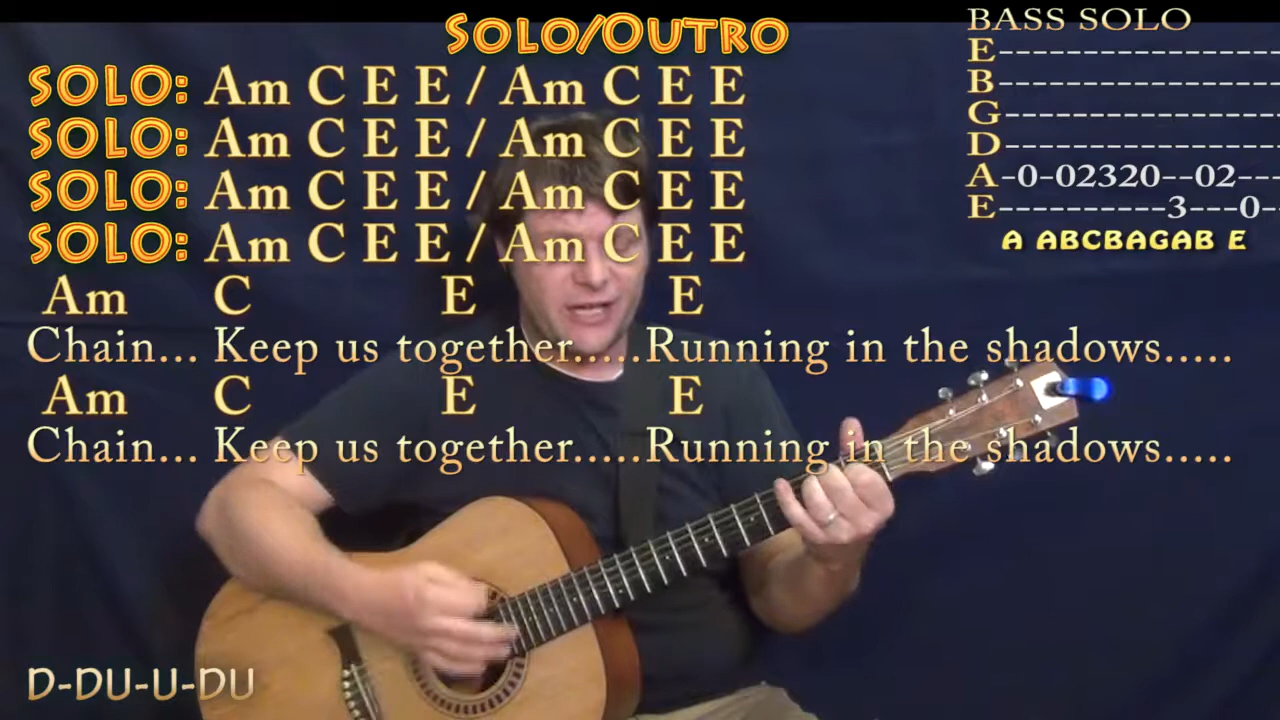 SOLO/OUTRO
SOLO: Am C E E / Am C E E
SOLO: Am C E E / Am C E E
SOLO: Am C E E / Am C E E
SOLO: Am C E E / Am C E E
Am C E E
Chain... Keep us together.....Running in the shadows.....
Am C E E
Chain... Keep us together.....Running in the shadows.....
D-DU-U-DU
BASS SOLO
E--------------------
B--------------------
G--------------------
D--------------------
A-0-02320--02---
E----------3---0-
A ABCBAGAB E